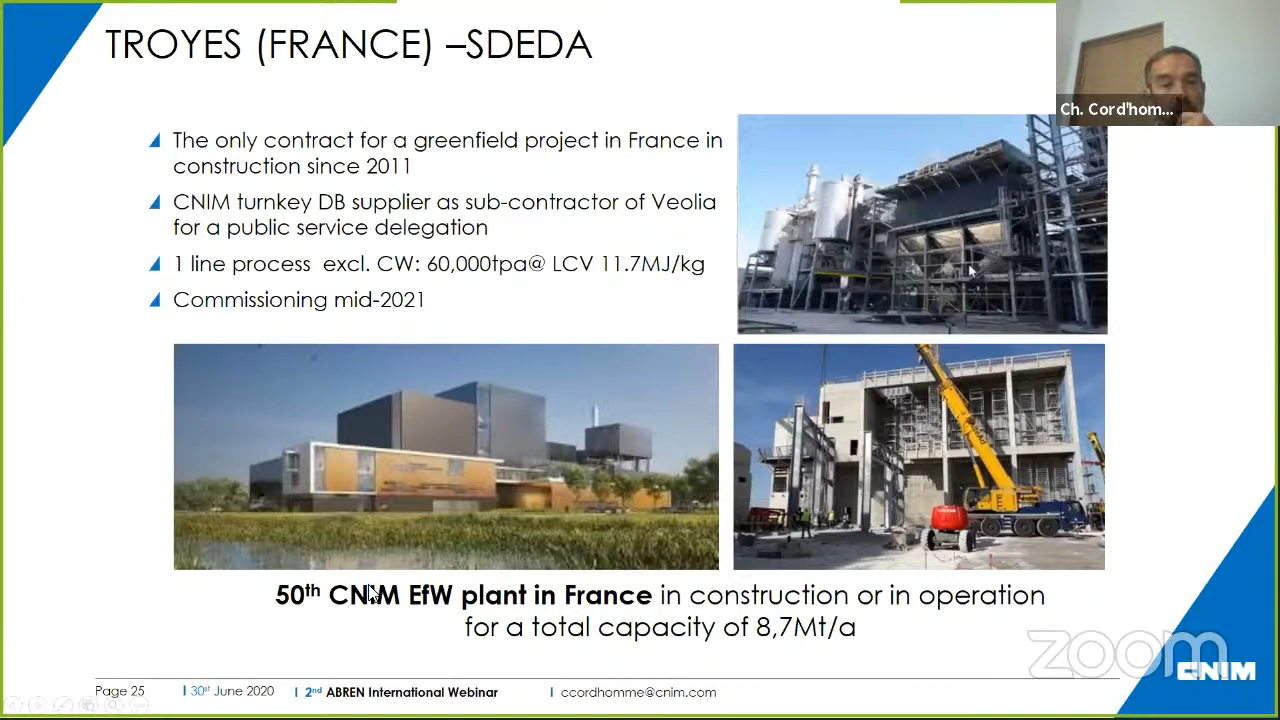 TROYES (FRANCE) –SDEDA
Ch. Cord'hom...
The only contract for a greenfield project in France in
construction since 2011
CNIM turnkey DB supplier as sub-contractor of Veolia
for a public service delegation
1 line process excl. CW: 60,000tpa@ LCV 11.7MJ/kg
Commissioning mid-2021
50th CNIM EfW plant in France in construction or in operation
for a total capacity of 8,7Mt/a
zoom
CNIM
Page 25
30st June 2020
2nd ABREN International Webinar
ccordhomme@cnim.com